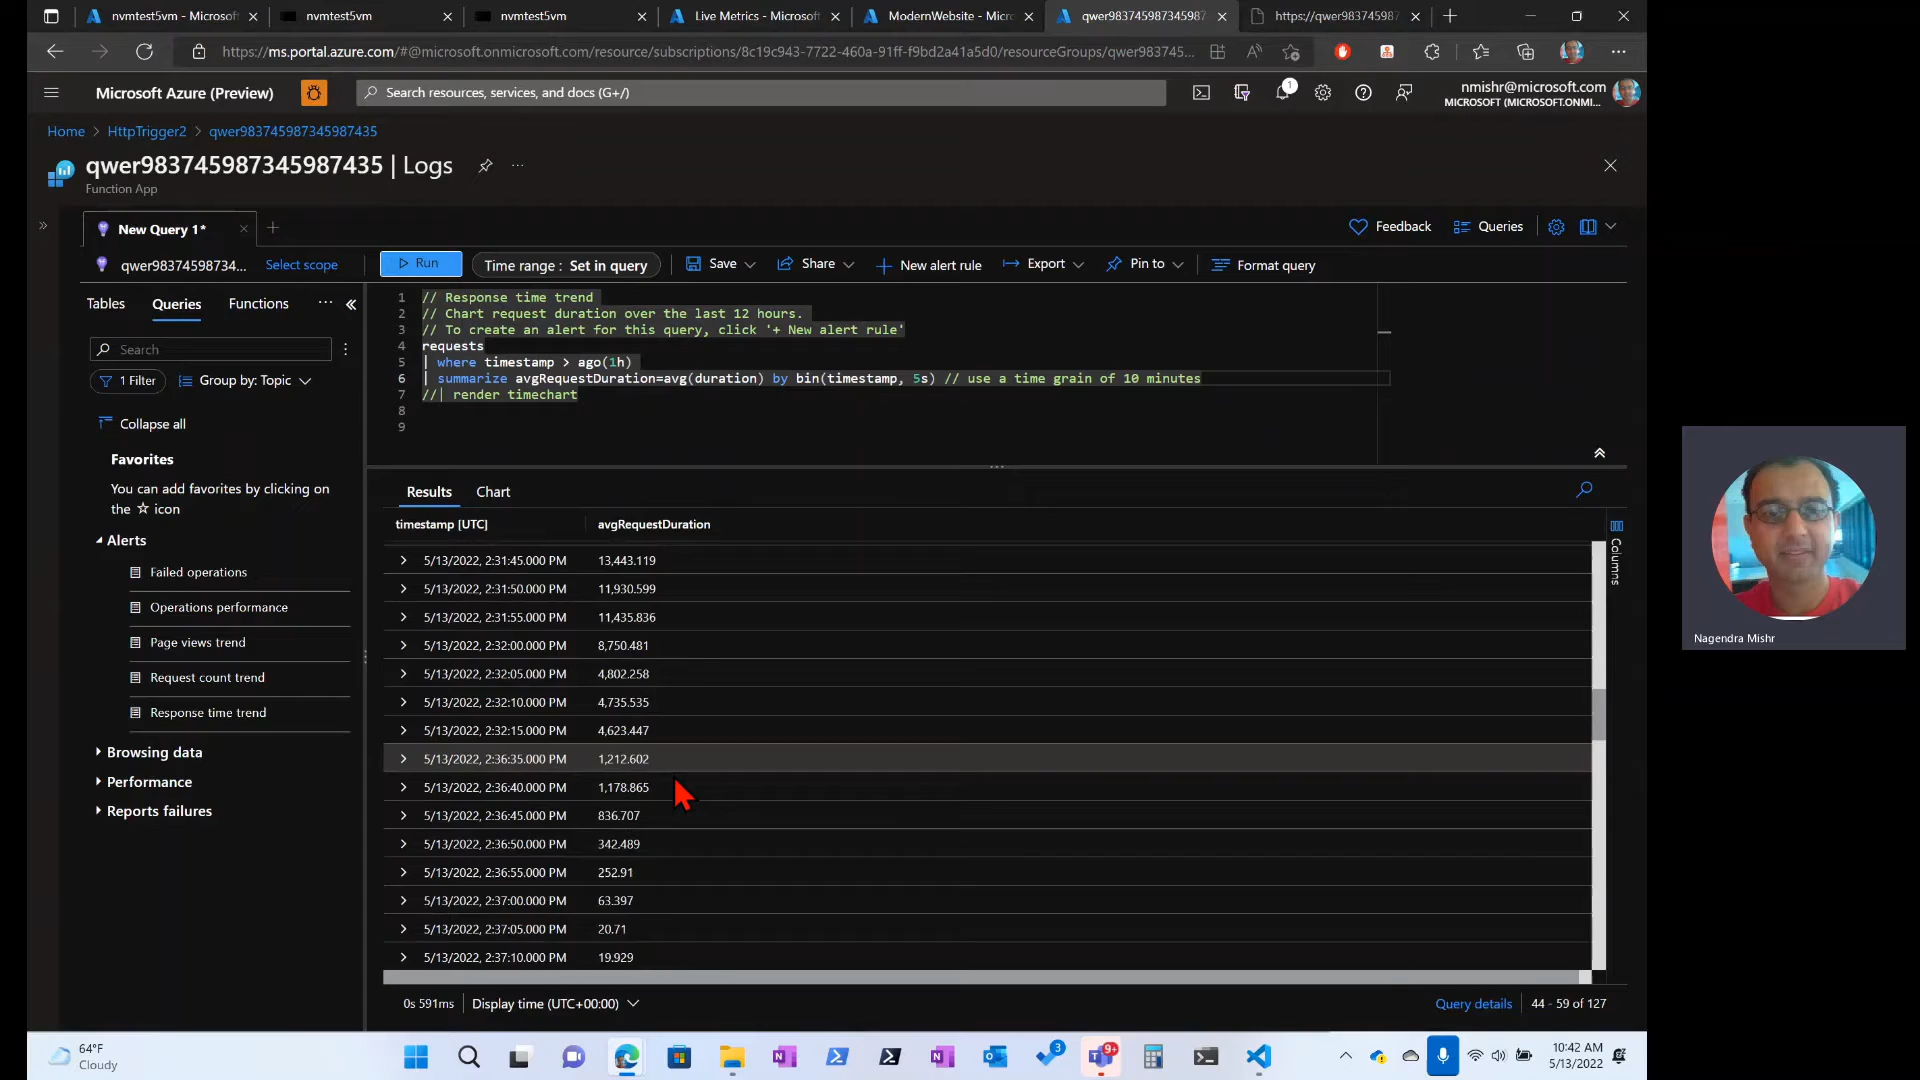 nvmtest5vm - Microsoft
nvmtest5vm
nvmtest5vm
Live Metrics - Microsoft
ModernWebsite - Micr
qwer983745987345987
https://qwer9837459873
https://ms.portal.azure.com/#@microsoft.onmicrosoft.com/resource/subscriptions/8c19c943-7722-460a-91ff-f9bd2a41a5d0/resourceGroups/qwer983745...
Microsoft Azure (Preview)
Search resources, services, and docs (G+/)
1
nmishr@microsoft.com
MICROSOFT (MICROSOFT.ONMI...
Home > HttpTrigger2 > qwer983745987345987435
qwer983745987345987435 | Logs
Function App
New Query 1*
Feedback
Queries
qwer98374598734...
Select scope
Run
Time range : Set in query
Save
Share
New alert rule
Export
Pin to
Format query
Tables
Queries
Functions
1 // Response time trend
2 // Chart request duration over the last 12 hours.
3 // To create an alert for this query, click '+ New alert rule'
4 requests
5 | where timestamp > ago(1h)
6 | summarize avgRequestDuration=avg(duration) by bin(timestamp, 5s) // use a time grain of 10 minutes
7 //| render timechart
8
9
Search
1 Filter
Group by: Topic
Collapse all
Favorites
You can add favorites by clicking on
the ☆ icon
Alerts
Failed operations
Operations performance
Page views trend
Request count trend
Response time trend
Browsing data
Performance
Reports failures
Results
Chart
timestamp [UTC] avgRequestDuration
5/13/2022, 2:31:45.000 PM 13,443.119
5/13/2022, 2:31:50.000 PM 11,930.599
5/13/2022, 2:31:55.000 PM 11,435.836
5/13/2022, 2:32:00.000 PM 8,750.481
5/13/2022, 2:32:05.000 PM 4,802.258
5/13/2022, 2:32:10.000 PM 4,735.535
5/13/2022, 2:32:15.000 PM 4,623.447
5/13/2022, 2:36:35.000 PM 1,212.602
5/13/2022, 2:36:40.000 PM 1,178.865
5/13/2022, 2:36:45.000 PM 836.707
5/13/2022, 2:36:50.000 PM 342.489
5/13/2022, 2:36:55.000 PM 252.91
5/13/2022, 2:37:00.000 PM 63.397
5/13/2022, 2:37:05.000 PM 20.71
5/13/2022, 2:37:10.000 PM 19.929
Columns
0s 591ms
Display time (UTC+00:00)
Query details
44 - 59 of 127
Nagendra Mishr
64°F
Cloudy
3
9+
10:42 AM
5/13/2022